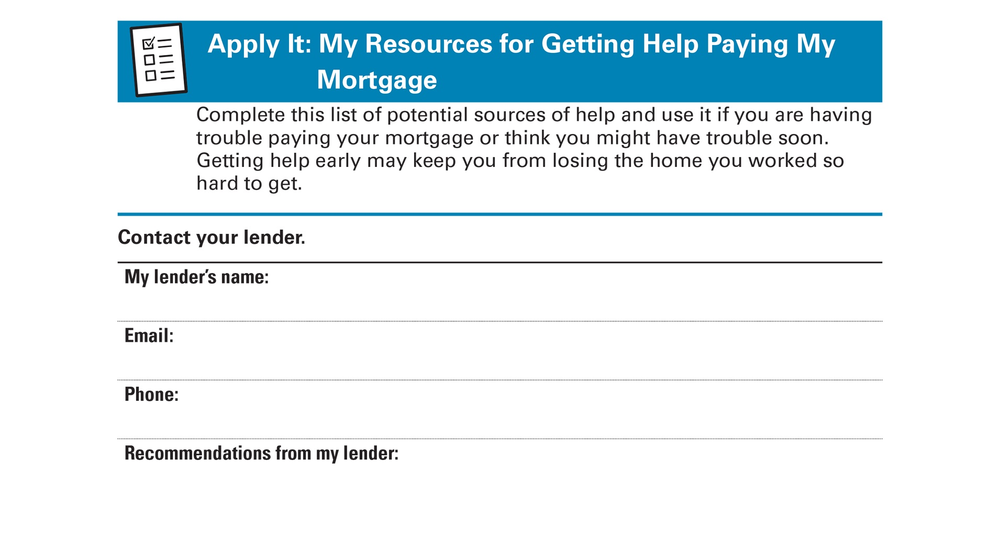 Apply It: My Resources for Getting Help Paying My
Mortgage
Complete this list of potential sources of help and use it if you are having
trouble paying your mortgage or think you might have trouble soon.
Getting help early may keep you from losing the home you worked so
hard to get.
Contact your lender.
My lender’s name:
Email:
Phone:
Recommendations from my lender: